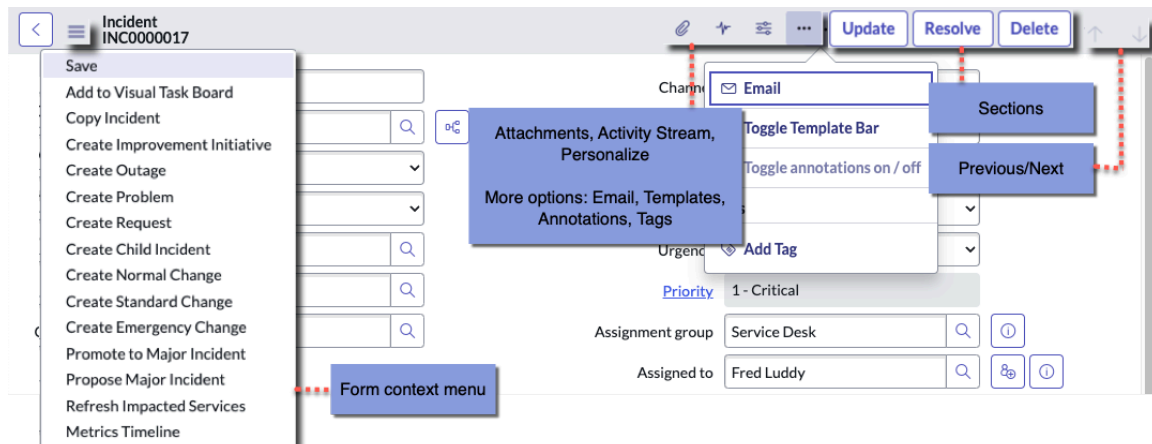 Incident
INC0000017
Update
Resolve
Delete
Save
Add to Visual Task Board
Copy Incident
Create Improvement Initiative
Create Outage
Create Problem
Create Request
Create Child Incident
Create Normal Change
Create Standard Change
Create Emergency Change
Promote to Major Incident
Propose Major Incident
Refresh Impacted Services
Metrics Timeline
Form context menu
Attachments, Activity Stream,
Personalize
More options: Email, Templates,
Annotations, Tags
Email
Toggle Template Bar
Toggle annotations on / off
Add Tag
Sections
Previous/Next
Priority
1 - Critical
Assignment group
Service Desk
Assigned to
Fred Luddy